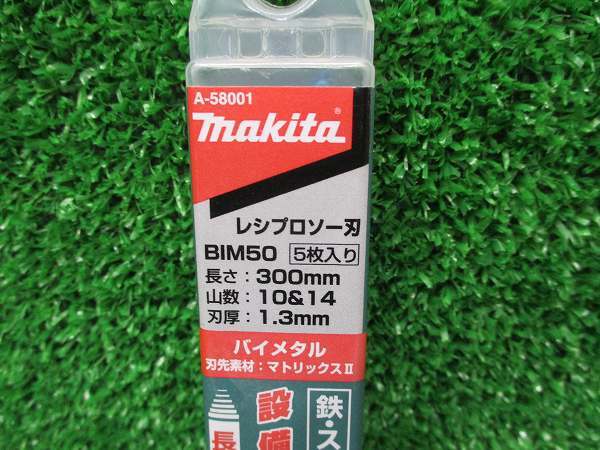 A-58001
makita®
レシプロソー刃
BIM50 5枚入り
長さ：300mm
山数：10&14
刃厚：1.3mm
バイメタル
刃先素材：マトリックスⅡ
鉄・ス
設備
長